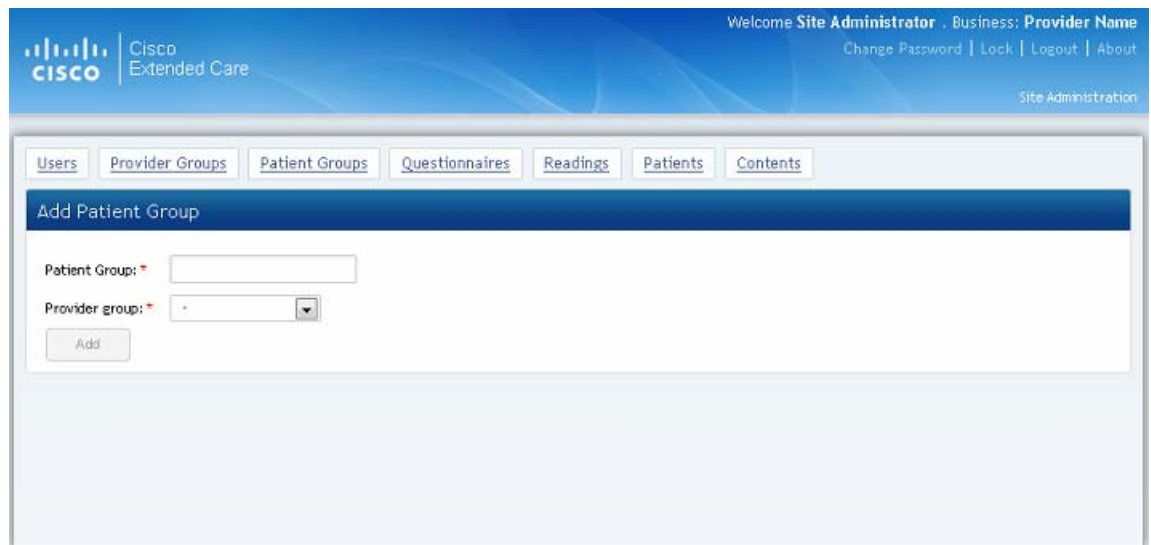 Welcome Site Administrator . Business: Provider Name
Cisco
Extended Care
CISCO
Change Password | Lock | Logout | About
Site Administration
Users Provider Groups Patient Groups Questionnaires Readings Patients Contents
Add Patient Group
Patient Group: *
Provider group: * -
Add